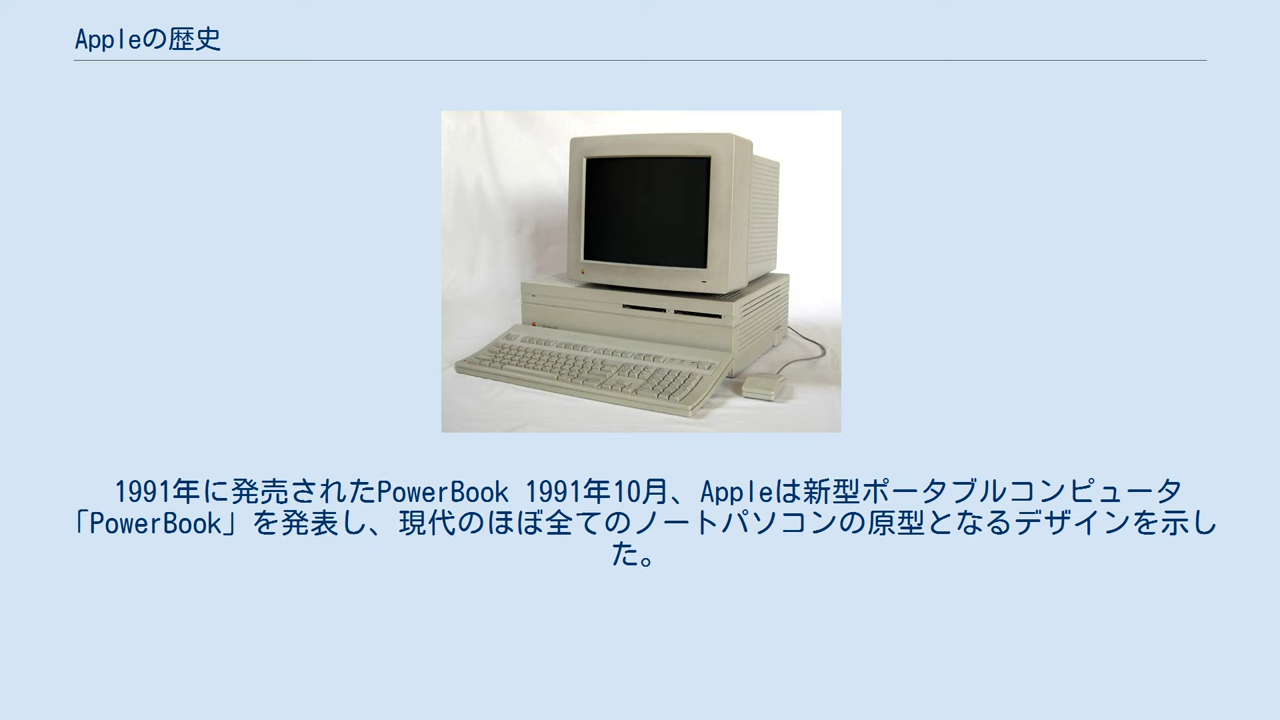 Appleの歴史
1991年に発売されたPowerBook 1991年10月、Appleは新型ポータブルコンピュータ
「PowerBook」を発表し、現代のほぼ全てのノートパソコンの原型となるデザインを示し
た。